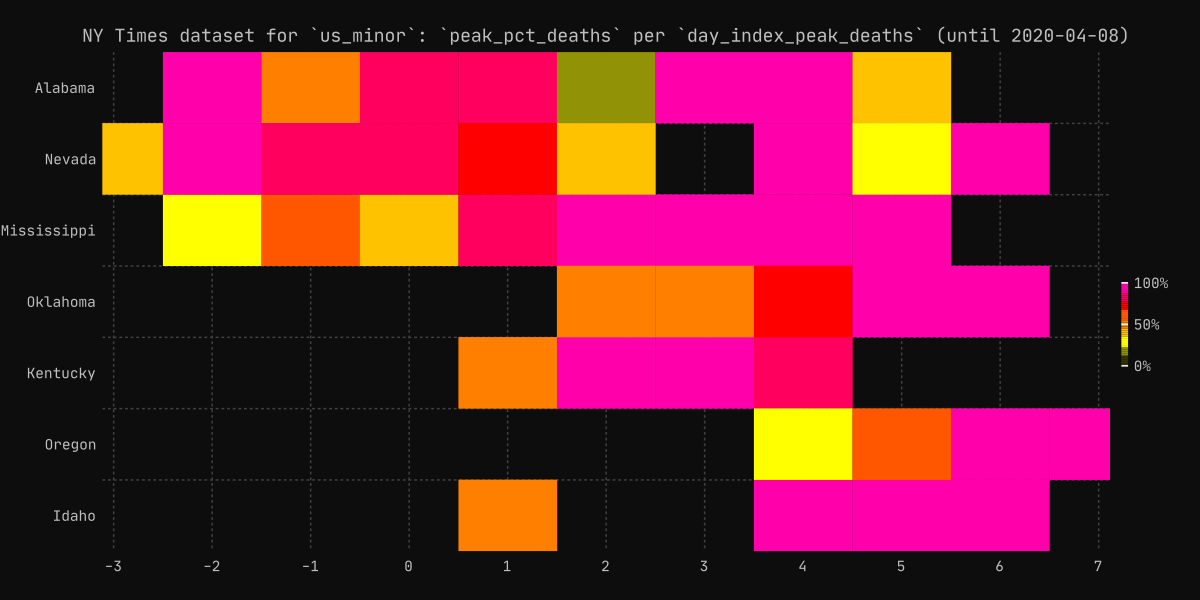 NY Times dataset for `us_minor`: `peak_pct_deaths` per `day_index_peak_deaths` (until 2020-04-08)
Alabama
Nevada
Mississippi
Oklahoma
Kentucky
Oregon
Idaho
100%
50%
0%
-3 -2 -1 0 1 2 3 4 5 6 7